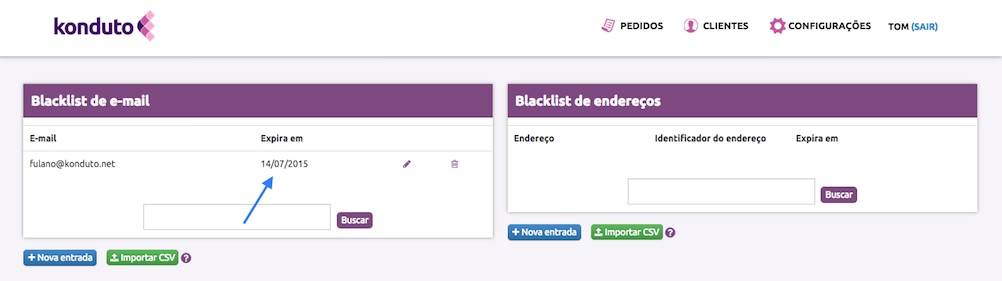 konduto
PEDIDOS CLIENTES CONFIGURAÇÕES TOM (SAIR)
Blacklist de e-mail
E-mail Expira em
fulano@konduto.net 14/07/2015
Buscar
+ Nova entrada Importar CSV ?
Blacklist de endereços
Endereço Identificador do endereço Expira em
Buscar
+ Nova entrada Importar CSV ?